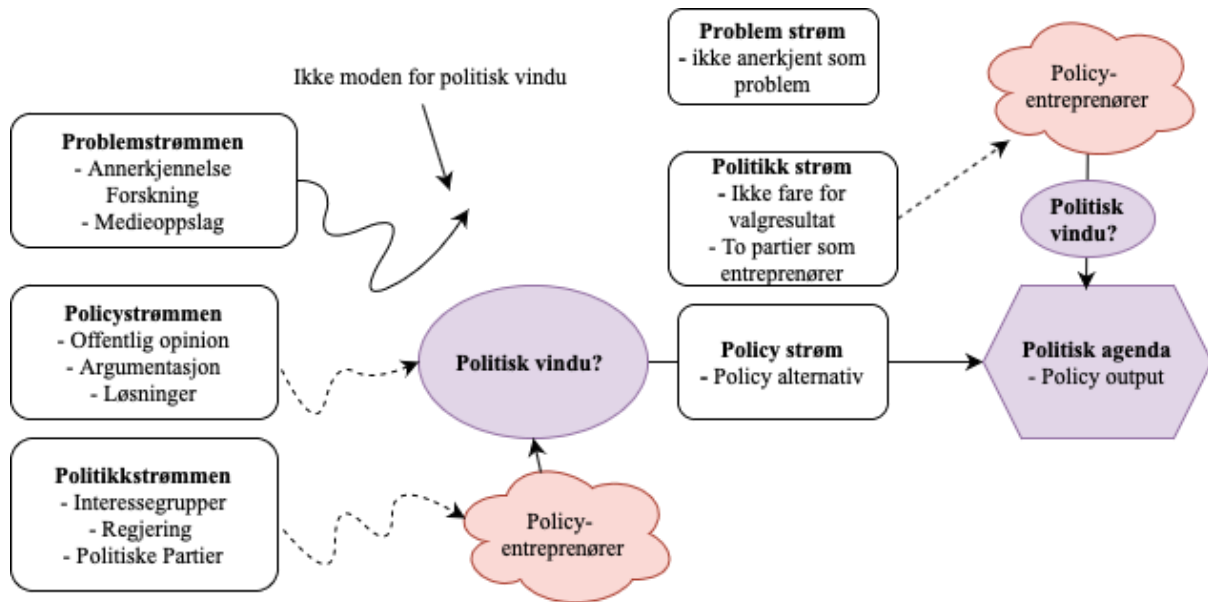 Ikke moden for politisk vindu
Problemstrømmen
- Annerkjennelse
Forskning
- Medieoppslag
Policystrømmen
- Offentlig opinion
- Argumentasjon
- Løsninger
Politikkstrømmen
- Interessegrupper
- Regjering
- Politiske Partier
Politisk vindu?
Policy-
entreprenører
Problem strøm
- ikke anerkjent som
problem
Politikk strøm
- Ikke fare for
valgresultat
- To partier som
entreprenører
Policy strøm
- Policy alternativ
Policy-
entreprenører
Politisk
vindu?
Politisk agenda
- Policy output